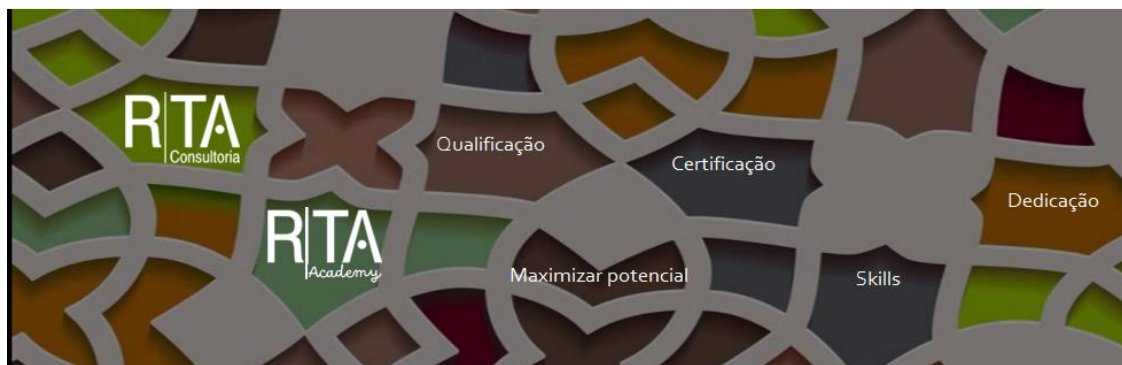 R|TA
Consultoria
Qualificação
Certificação
Dedicação
R|TA
Academy
Maximizar potencial
Skills